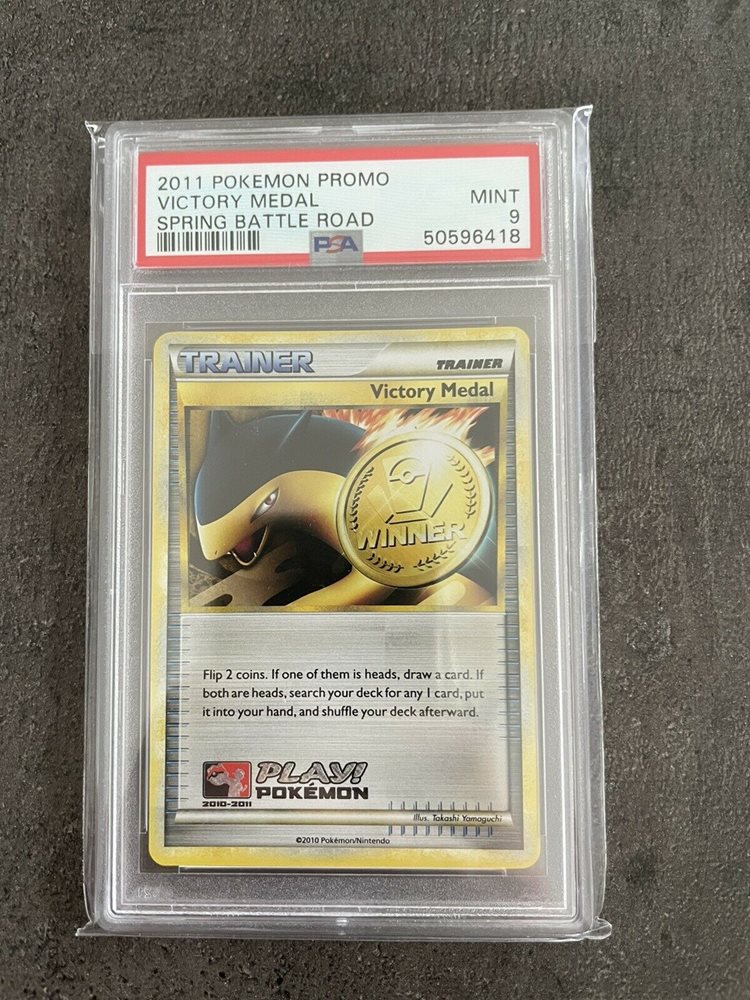 2011 POKEMON PROMO
VICTORY MEDAL MINT
SPRING BATTLE ROAD 9
PSA 50596418
TRAINER TRAINER
Victory Medal
WINNER
Flip 2 coins. If one of them is heads, draw a card. If
both are heads, search your deck for any 1 card, put
it into your hand, and shuffle your deck afterward.
PLAY!
POKÉMON
2010-2011
Illus. Takashi Yamaguchi
©2010 Pokémon/Nintendo